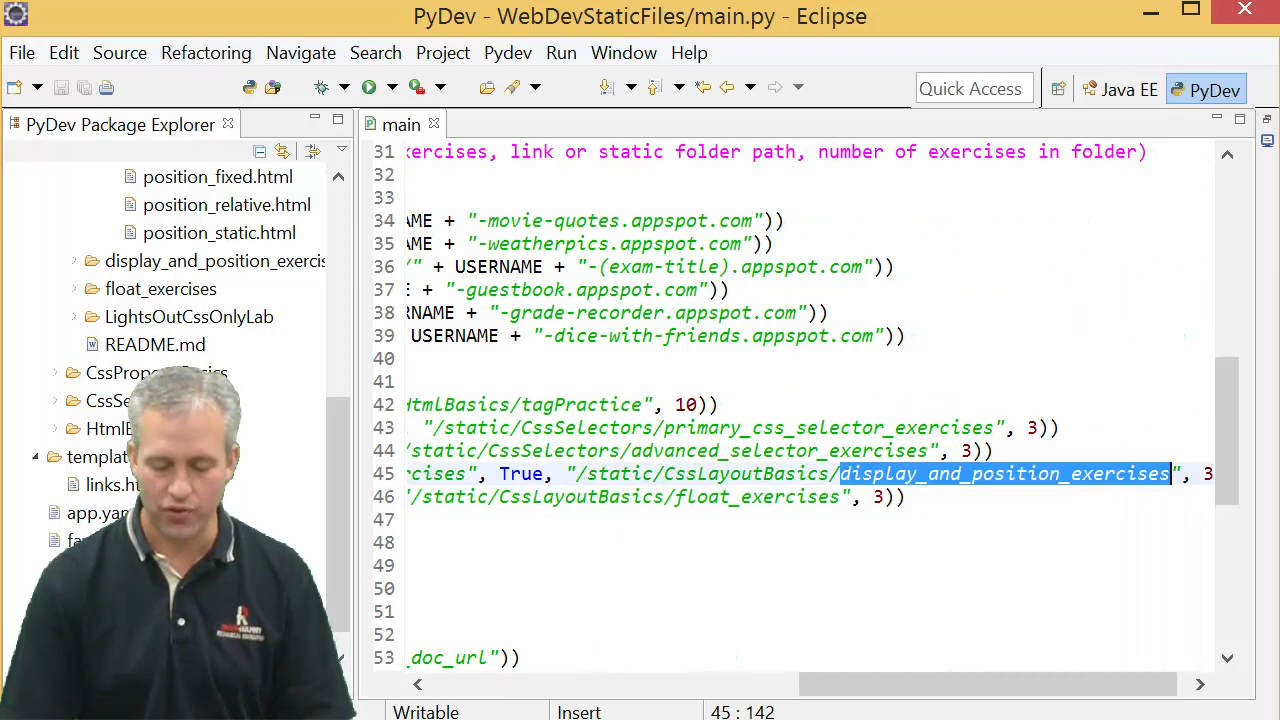 PyDev - WebDevStaticFiles/main.py - Eclipse
File Edit Source Refactoring Navigate Search Project Pydev Run Window Help
Quick Access
Java EE
PyDev
PyDev Package Explorer
main
position_fixed.html
position_relative.html
position_static.html
display_and_position_exercis
float_exercises
LightsOutCssOnlyLab
README.md
CssProp
CssSe
HtmlB
templat
links.h
app.yam
fa
31 xercises, link or static folder path, number of exercises in folder)
32
33
34 AME + "-movie-quotes.appspot.com"))
35 AME + "-weatherpics.appspot.com"))
36 /" + USERNAME + "-(exam-title).appspot.com"))
37 E + "-guestbook.appspot.com"))
38 RNAME + "-grade-recorder.appspot.com"))
39 USERNAME + "-dice-with-friends.appspot.com"))
40
41
42 HtmlBasics/tagPractice", 10))
43 "/static/CssSelectors/primary_css_selector_exercises", 3))
44 /static/CssSelectors/advanced_selector_exercises", 3))
45 rcises", True, "/static/CssLayoutBasics/display_and_position_exercises", 3
46 "/static/CssLayoutBasics/float_exercises", 3))
47
48
49
50
51
52
53 _doc_url"))
Writable Insert 45 : 142